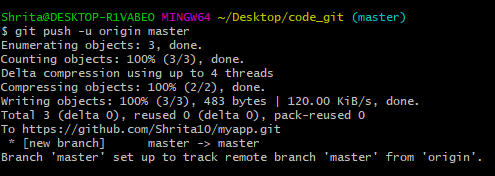 Shrita@DESKTOP-R1VABEO MINGW64 ~/Desktop/code_git (master)
$ git push -u origin master
Enumerating objects: 3, done.
Counting objects: 100% (3/3), done.
Delta compression using up to 4 threads
Compressing objects: 100% (2/2), done.
Writing objects: 100% (3/3), 483 bytes | 120.00 KiB/s, done.
Total 3 (delta 0), reused 0 (delta 0), pack-reused 0
To https://github.com/Shrita10/myapp.git
 * [new branch]      master -> master
Branch 'master' set up to track remote branch 'master' from 'origin'.